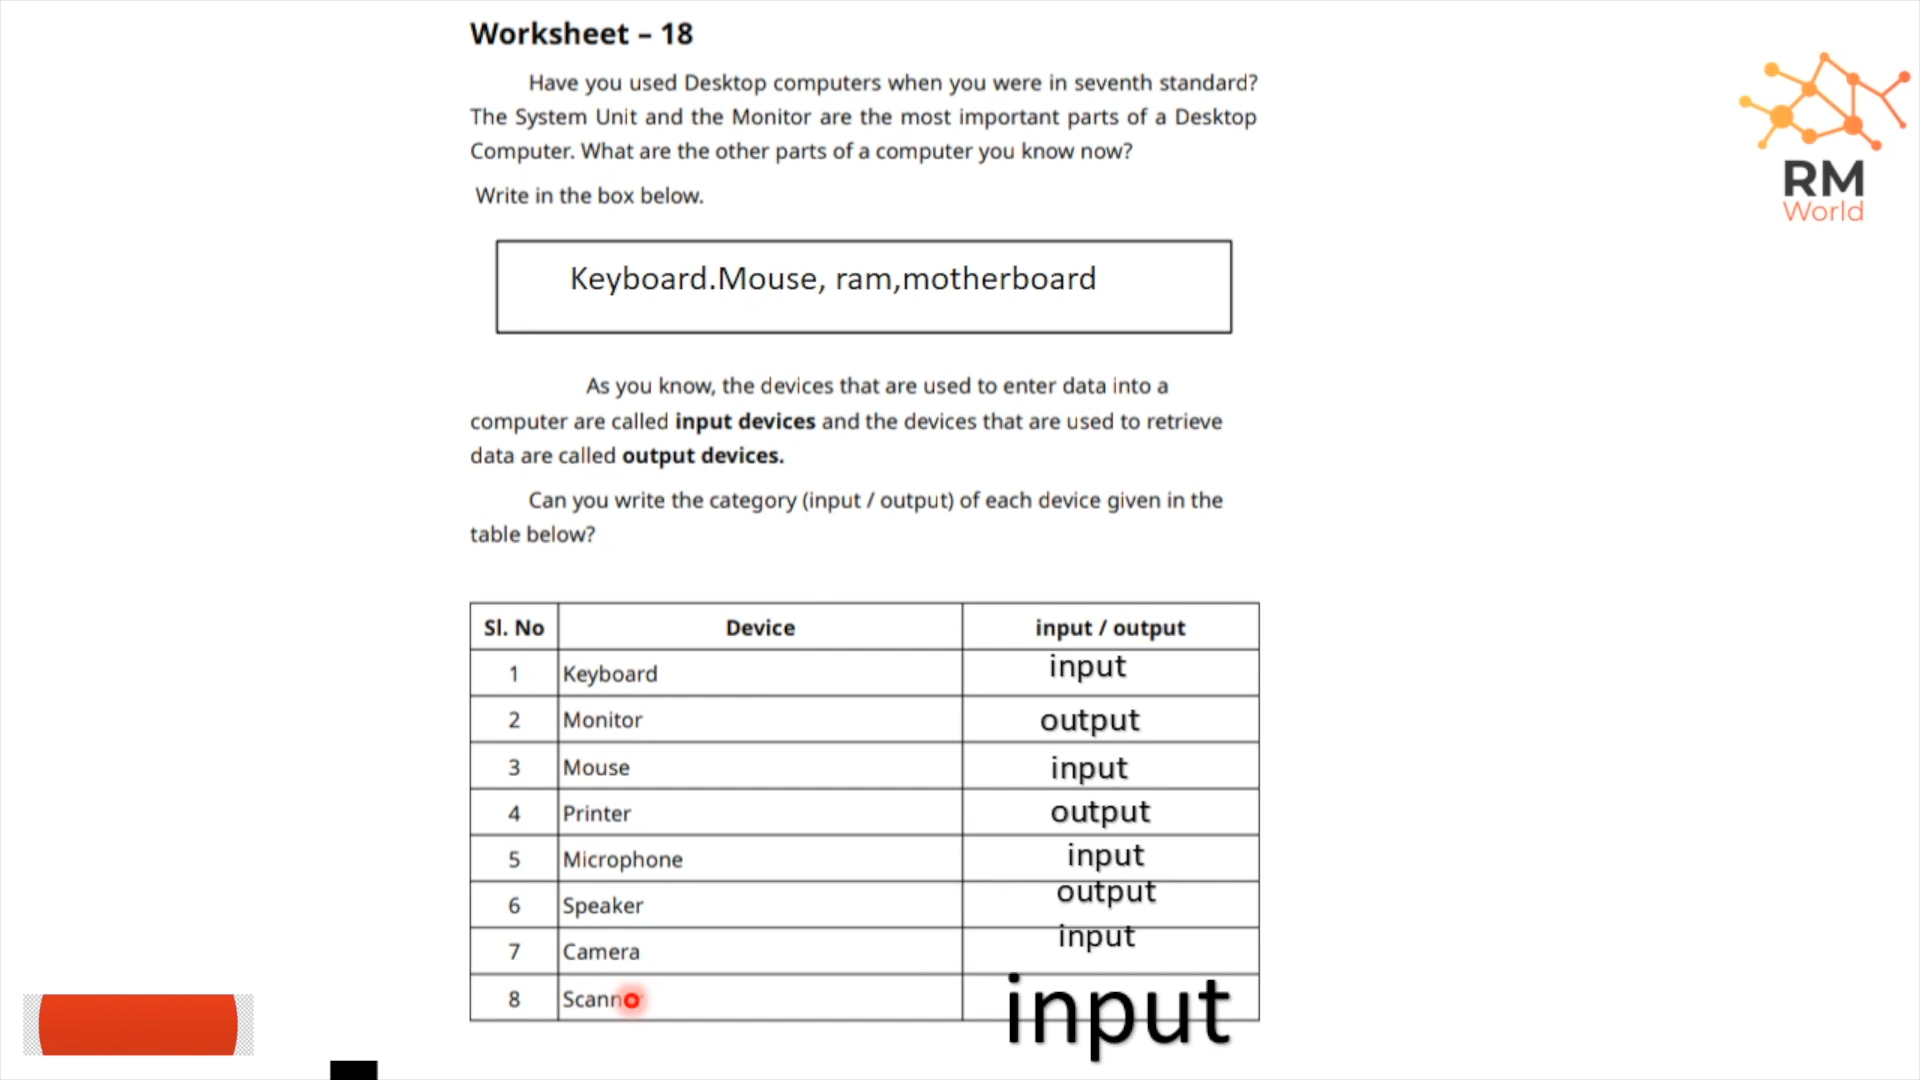 Worksheet – 18
Have you used Desktop computers when you were in seventh standard?
The System Unit and the Monitor are the most important parts of a Desktop
Computer. What are the other parts of a computer you know now?
Write in the box below.
Keyboard.Mouse, ram,motherboard
As you know, the devices that are used to enter data into a
computer are called input devices and the devices that are used to retrieve
data are called output devices.
Can you write the category (input / output) of each device given in the
table below?
Sl. No Device input / output
1 Keyboard input
2 Monitor output
3 Mouse input
4 Printer output
5 Microphone input
6 Speaker output
7 Camera input
8 input
RM
World